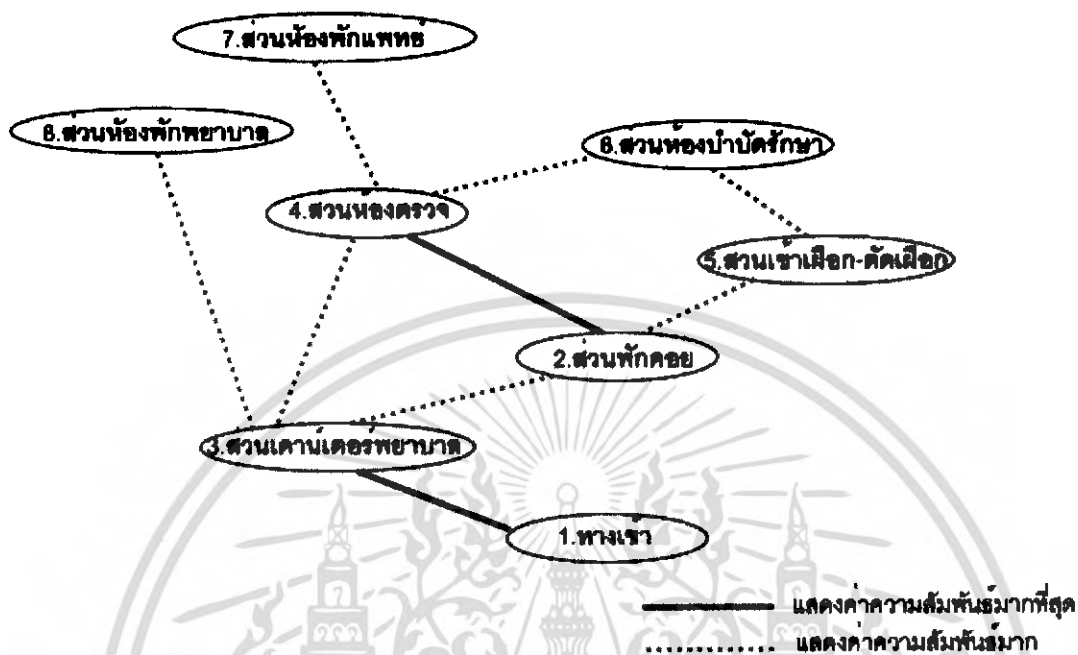 7.ส่วนห้องพักแพทย์
8.ส่วนห้องพักพยาบาล
6.ส่วนห้องบำบัดรักษา
4.ส่วนห้องตรวจ
5.ส่วนเข้าเฝือก-ตัดเฝือก
2.ส่วนพักคอย
3.ส่วนเคาน์เตอร์พยาบาล
1.ทางเข้า
แสดงค่าความสัมพันธ์มากที่สุด
แสดงค่าความสัมพันธ์มาก